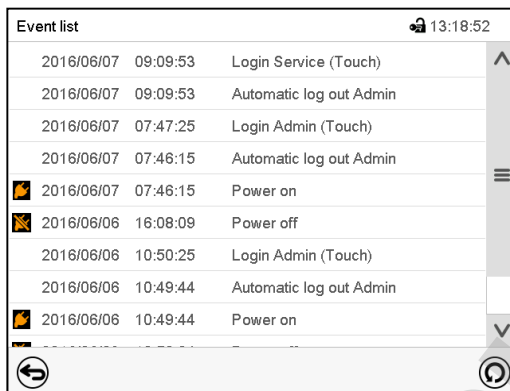 Event list 13:18:52
2016/06/07 09:09:53 Login Service (Touch)
2016/06/07 09:09:53 Automatic log out Admin
2016/06/07 07:47:25 Login Admin (Touch)
2016/06/07 07:46:15 Automatic log out Admin
2016/06/07 07:46:15 Power on
2016/06/06 16:08:09 Power off
2016/06/06 10:50:25 Login Admin (Touch)
2016/06/06 10:49:44 Automatic log out Admin
2016/06/06 10:49:44 Power on